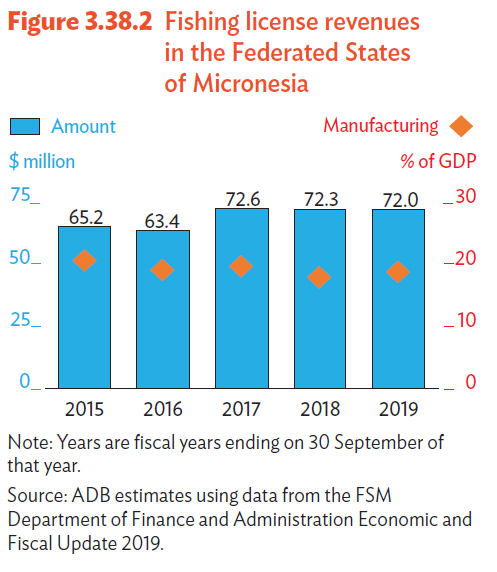 Figure 3.38.2 Fishing license revenues
in the Federated States
of Micronesia
Amount
Manufacturing
$ million
% of GDP
75
50
25
0
65.2
63.4
72.6
72.3
72.0
30
20
10
0
2015 2016 2017 2018 2019
Note: Years are fiscal years ending on 30 September of
that year.
Source: ADB estimates using data from the FSM
Department of Finance and Administration Economic and
Fiscal Update 2019.